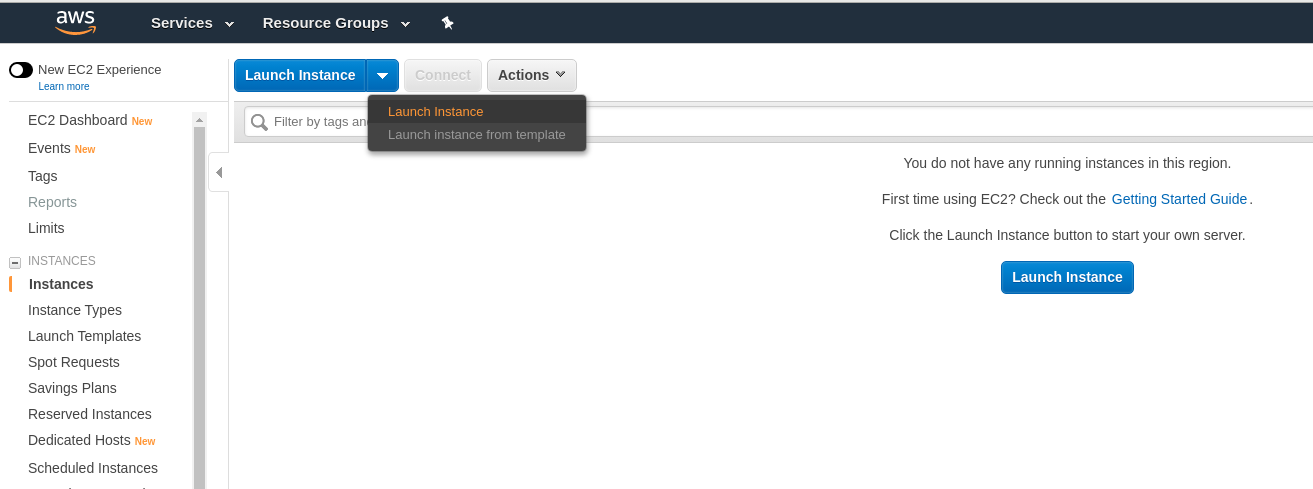 aws
Services
Resource Groups
New EC2 Experience
Learn more
EC2 Dashboard New
Events New
Tags
Reports
Limits
INSTANCES
Instances
Instance Types
Launch Templates
Spot Requests
Savings Plans
Reserved Instances
Dedicated Hosts New
Scheduled Instances
Launch Instance
Connect
Actions
Launch Instance
Launch instance from template
Filter by tags
You do not have any running instances in this region.
First time using EC2? Check out the Getting Started Guide.
Click the Launch Instance button to start your own server.
Launch Instance